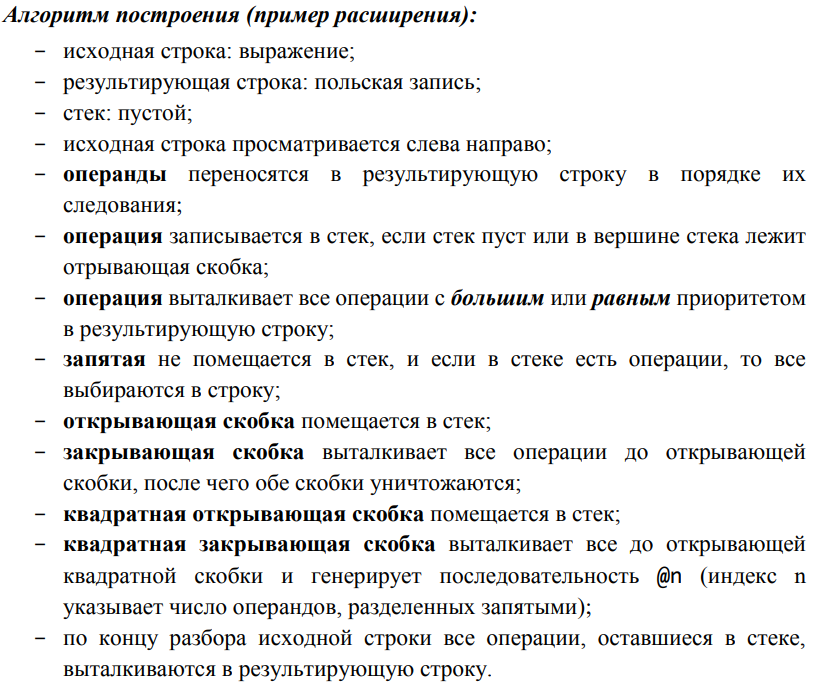 Алгоритм построения (пример расширения):
– исходная строка: выражение;
– результирующая строка: польская запись;
– стек: пустой;
– исходная строка просматривается слева направо;
– операнды переносятся в результирующую строку в порядке их
следования;
– операция записывается в стек, если стек пуст или в вершине стека лежит
отрывающая скобка;
– операция выталкивает все операции с большим или равным приоритетом
в результирующую строку;
– запятая не помещается в стек, и если в стеке есть операции, то все
выбираются в строку;
– открывающая скобка помещается в стек;
– закрывающая скобка выталкивает все операции до открывающей
скобки, после чего обе скобки уничтожаются;
– квадратная открывающая скобка помещается в стек;
– квадратная закрывающая скобка выталкивает все до открывающей
квадратной скобки и генерирует последовательность @n (индекс n
указывает число операндов, разделенных запятыми);
– по концу разбора исходной строки все операции, оставшиеся в стеке,
выталкиваются в результирующую строку.